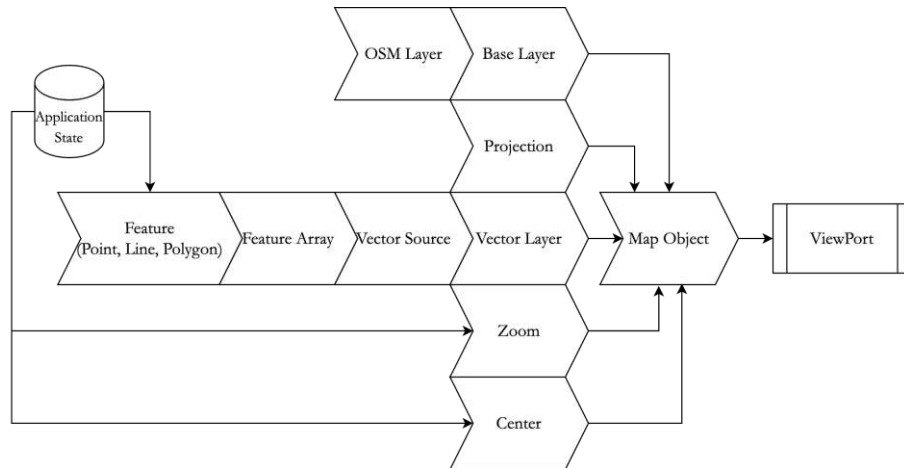 OSM Layer
Base Layer
Application
State
Projection
Feature
(Point, Line, Polygon)
Feature Array
Vector Source
Vector Layer
Map Object
ViewPort
Zoom
Center